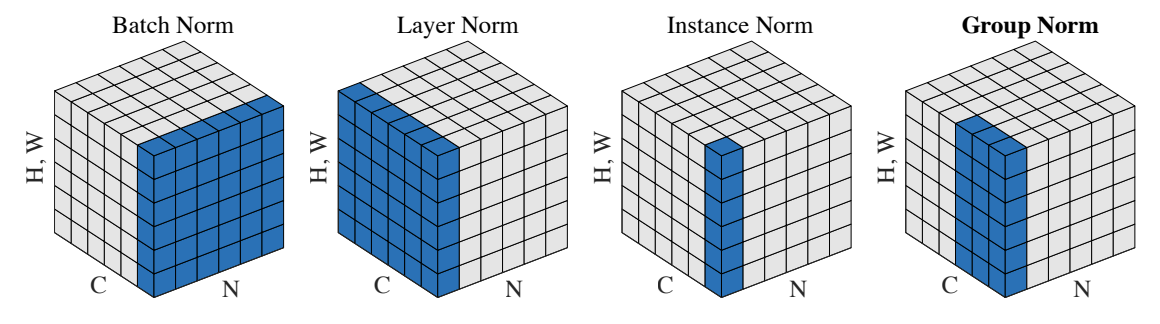 Batch Norm
Layer Norm
Instance Norm
Group Norm
H, W
C
N
H, W
C
N
H, W
C
N
H, W
C
N